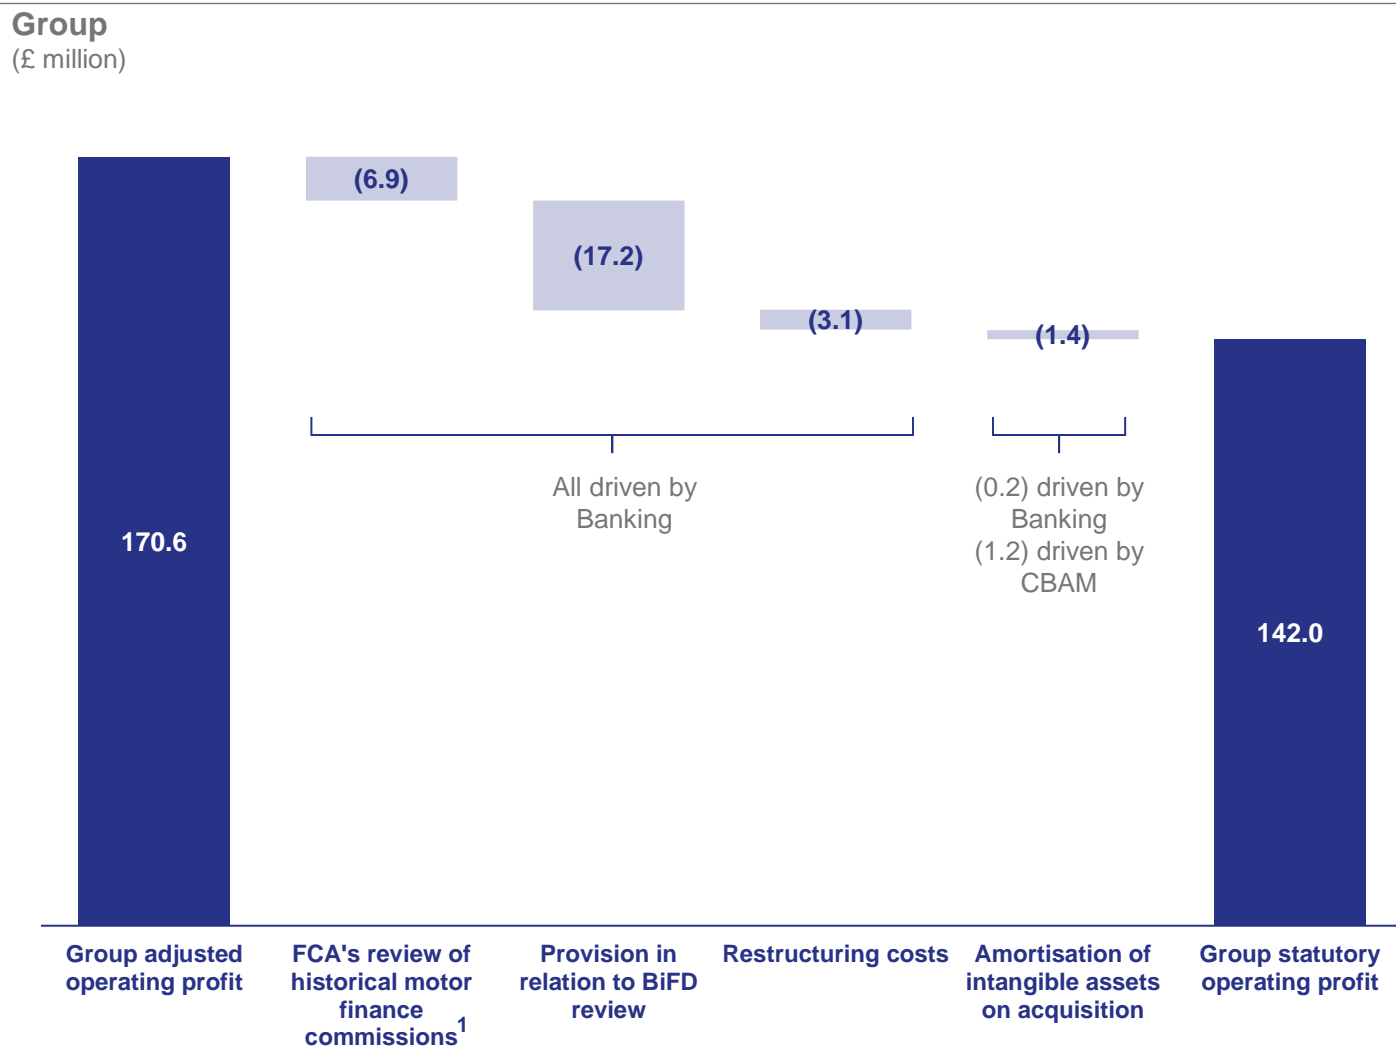 Group
(£ million)
(6.9)
(17.2)
(3.1)
(1.4)
All driven by
Banking
(0.2) driven by
Banking
(1.2) driven by
CBAM
170.6
142.0
Group adjusted
operating profit
FCA's review of
historical motor
finance
commissions1
Provision in
relation to BiFD
review
Restructuring costs
Amortisation of
intangible assets
on acquisition
Group statutory
operating profit